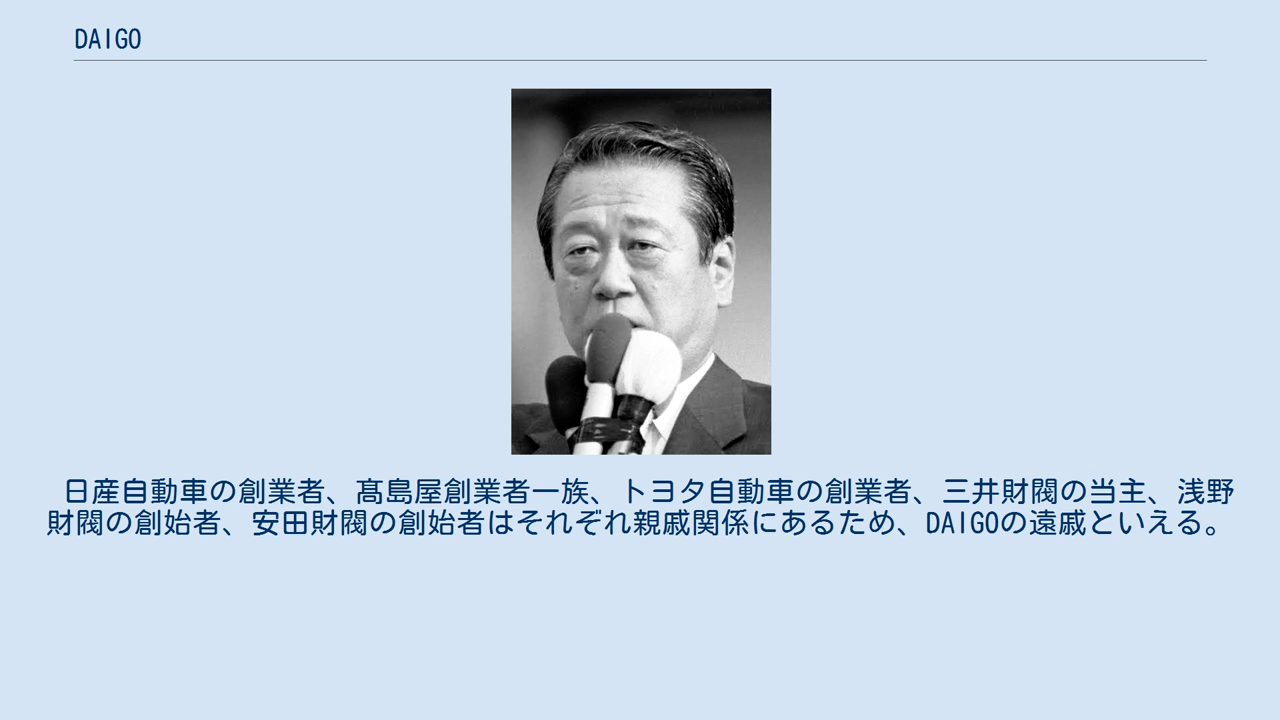 DAIGO
日産自動車の創業者、髙島屋創業者一族、トヨタ自動車の創業者、三井財閥の当主、浅野
財閥の創始者、安田財閥の創始者はそれぞれ親戚関係にあるため、DAIGOの遠戚といえる。